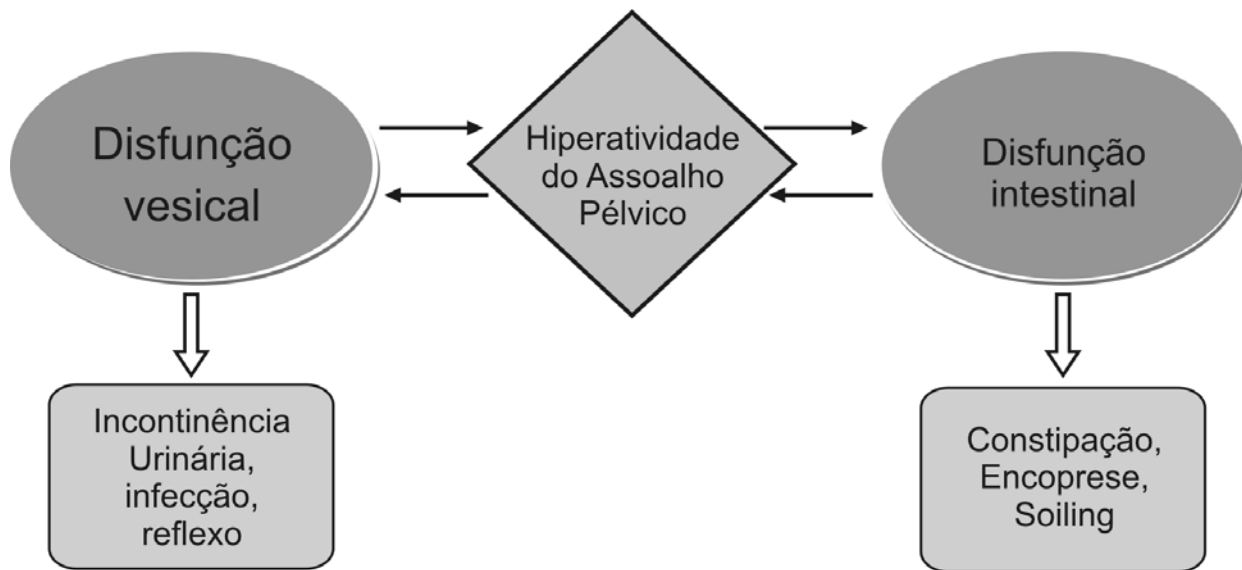 Disfunção
vesical
Hiperatividade
do Assoalho
Pélvico
Disfunção
intestinal
Incontinência
Urinária,
infecção,
reflexo
Constipação,
Encoprese,
Soiling